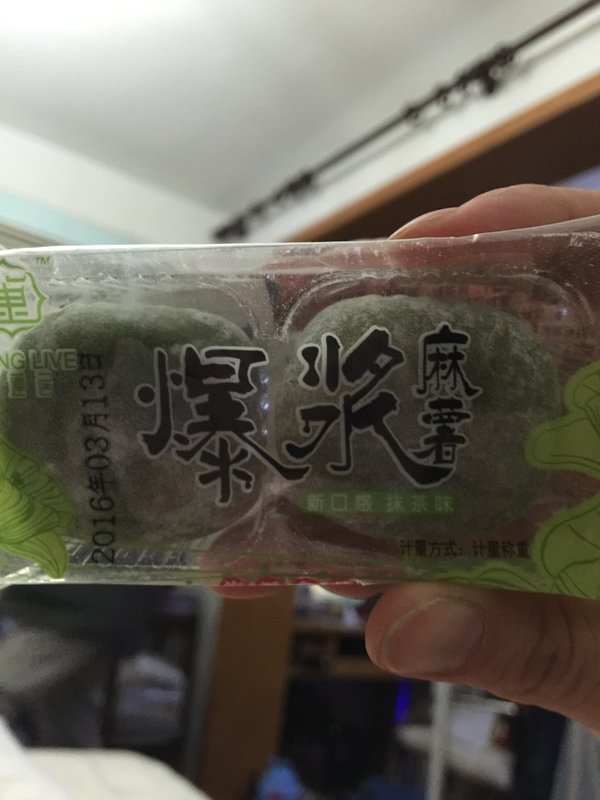 TM
NG LIVE
2016年03月13日
爆浆
麻薯
新口感 抹茶味
计量方式：计量称重